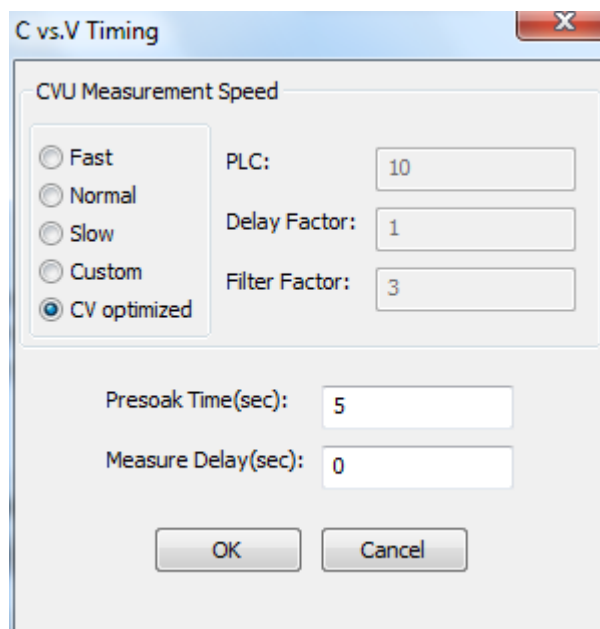 C vs.V Timing
CVU Measurement Speed
Fast
Normal
Slow
Custom
CV optimized
PLC: 10
Delay Factor: 1
Filter Factor: 3
Presoak Time(sec): 5
Measure Delay(sec): 0
OK Cancel